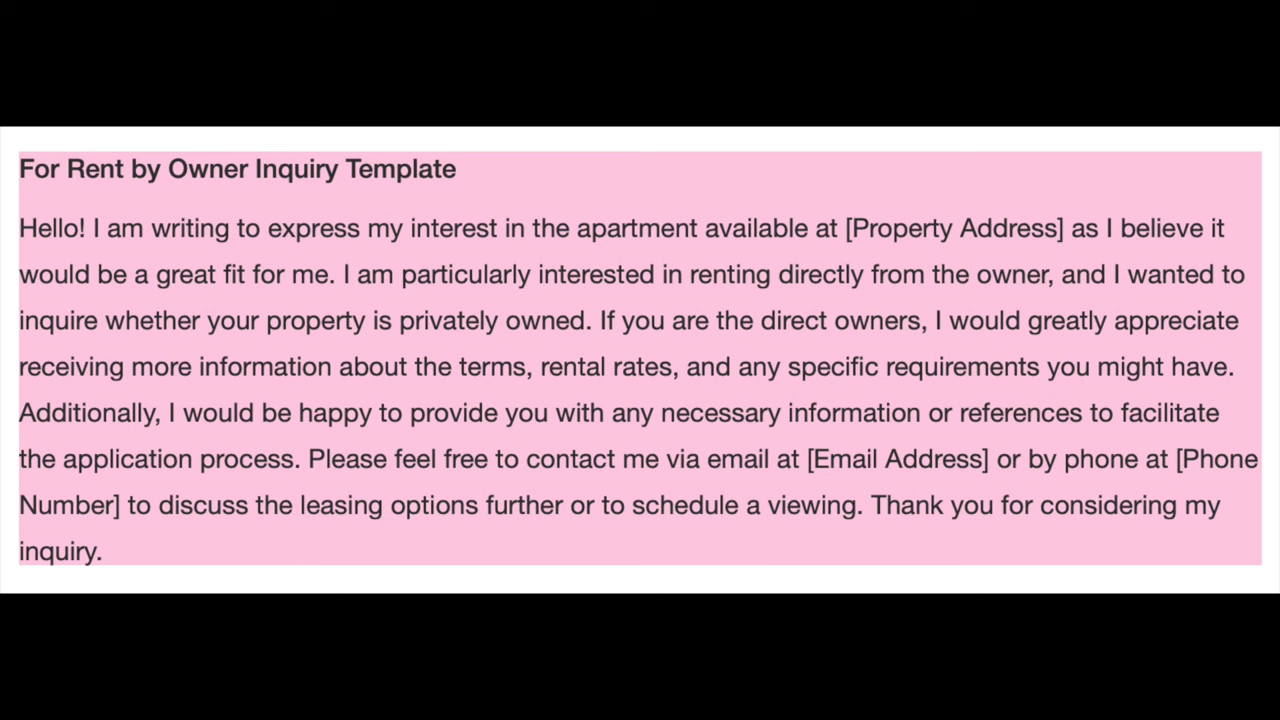 For Rent by Owner Inquiry Template
Hello! I am writing to express my interest in the apartment available at [Property Address] as I believe it
would be a great fit for me. I am particularly interested in renting directly from the owner, and I wanted to
inquire whether your property is privately owned. If you are the direct owners, I would greatly appreciate
receiving more information about the terms, rental rates, and any specific requirements you might have.
Additionally, I would be happy to provide you with any necessary information or references to facilitate
the application process. Please feel free to contact me via email at [Email Address] or by phone at [Phone
Number] to discuss the leasing options further or to schedule a viewing. Thank you for considering my
inquiry.